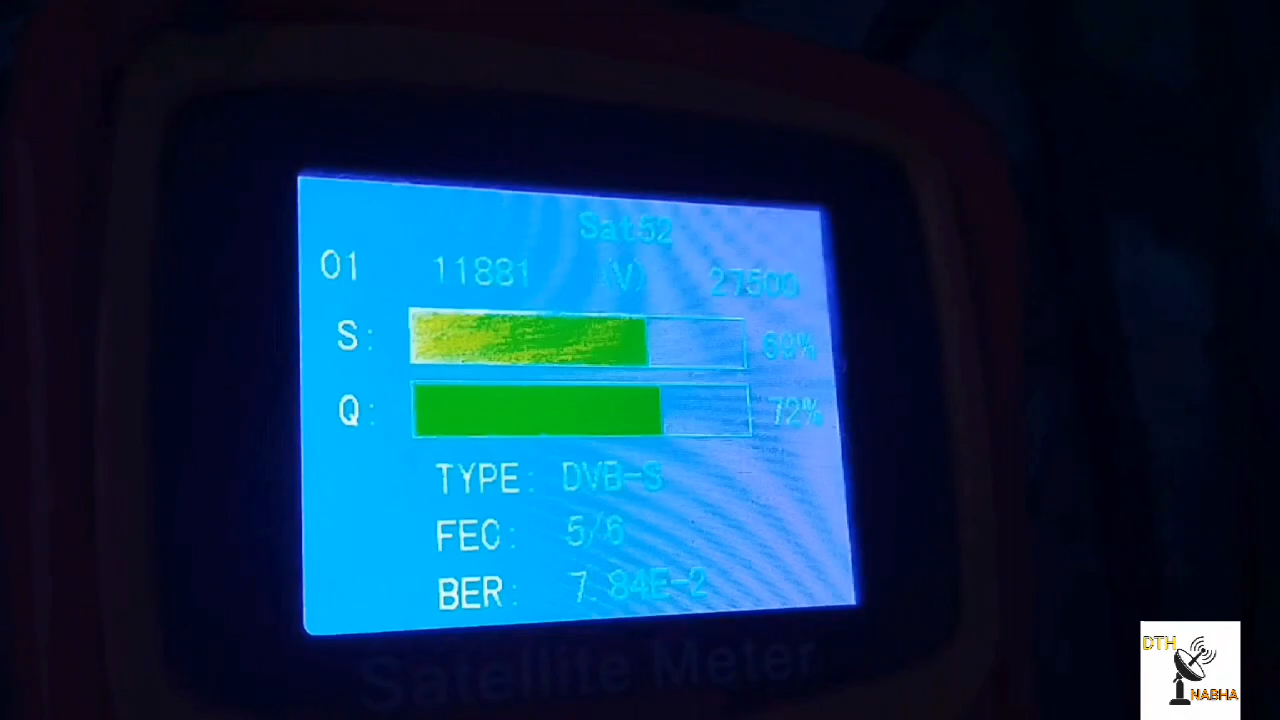 Sat52
01 11881 (V) 27500
S: 69%
Q: 72%
TYPE: DVB-S
FEC: 5/6
BER: 7.84E-2
Satellite Meter
DTH
NABHA